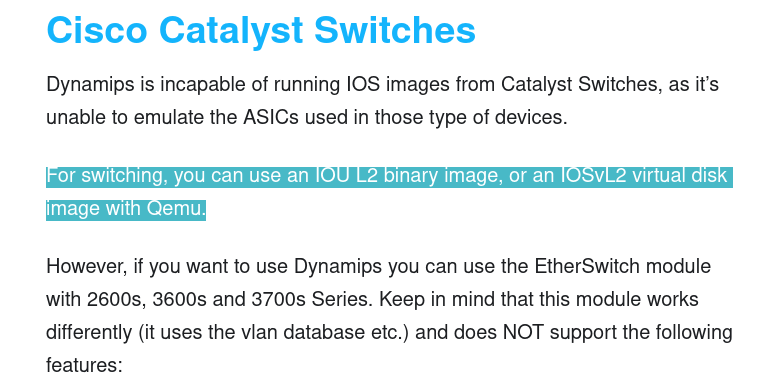 Cisco Catalyst Switches
Dynamips is incapable of running IOS images from Catalyst Switches, as it’s
unable to emulate the ASICs used in those type of devices.
For switching, you can use an IOU L2 binary image, or an IOSvL2 virtual disk
image with Qemu.
However, if you want to use Dynamips you can use the EtherSwitch module
with 2600s, 3600s and 3700s Series. Keep in mind that this module works
differently (it uses the vlan database etc.) and does NOT support the following
features: